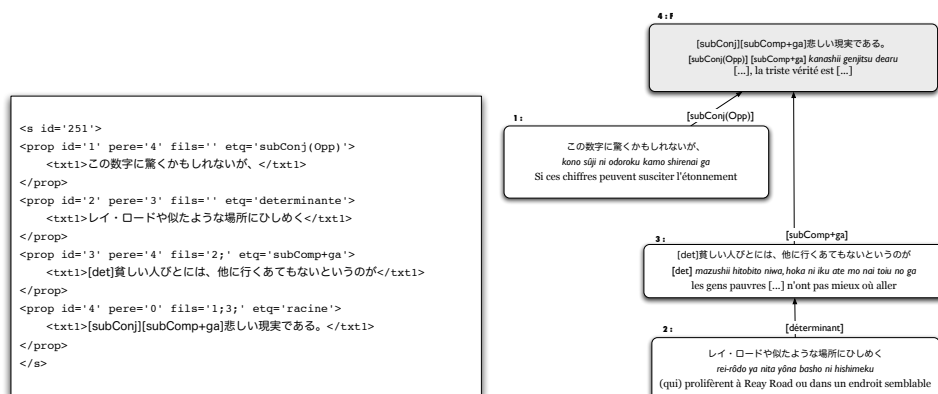 <s id='251'>
<prop id='1' pere='4' fils='' etq='subConj(Opp)'>
<txt1>この数字に驚くかもしれないが、</txt1>
</prop>
<prop id='2' pere='3' fils='' etq='determinante'>
<txt1>レイ・ロードや似たような場所にひしめく</txt1>
</prop>
<prop id='3' pere='4' fils='2;' etq='subComp+ga'>
<txt1>[det]貧しい人びとには、他に行くあてもないというのが</txt1>
</prop>
<prop id='4' pere='0' fils='1;3;' etq='racine'>
<txt1>[subConj][subComp+ga]悲しい現実である。</txt1>
</prop>
</s>
4 : F
[subConj][subComp+ga]悲しい現実である。
[subConj(Opp)] [subComp+ga] kanashii genjitsu dearu
[...], la triste vérité est [...]
[subConj(Opp)]
1 :
この数字に驚くかもしれないが、
kono sûji ni odoroku kamo shirenai ga
Si ces chiffres peuvent susciter l'étonnement
[subComp+ga]
3 :
[det]貧しい人びとには、他に行くあてもないというのが
[det] mazushii hitobito niwa, hoka ni iku ate mo nai toiu no ga
les gens pauvres [...] n'ont pas mieux où aller
2 :
[déterminant]
レイ・ロードや似たような場所にひしめく
rei-rôdo ya nita yôna basho ni hishimeku
(qui) prolifèrent à Reay Road ou dans un endroit semblable